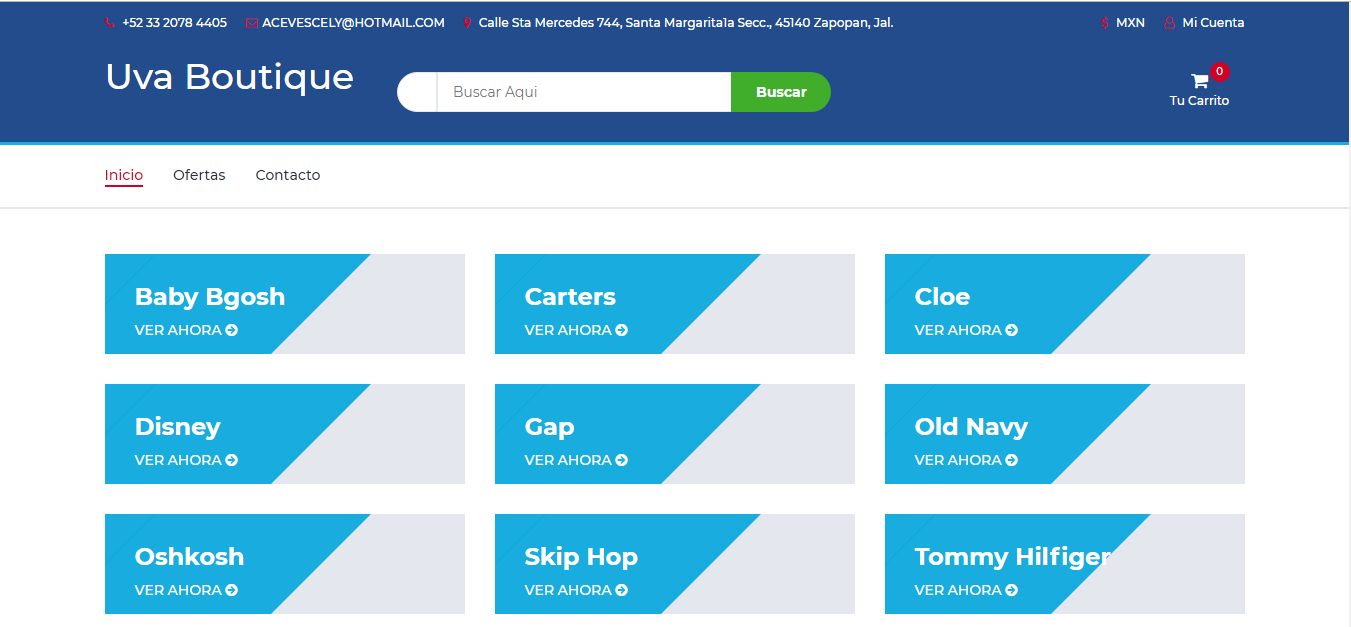 +52 33 2078 4405 ACEVESCELY@HOTMAIL.COM Calle Sta Mercedes 744, Santa Margarita1a Secc., 45140 Zapopan, Jal. $ MXN Mi Cuenta
Uva Boutique
Buscar Aqui
Buscar
0
Tu Carrito
Inicio Ofertas Contacto
Baby Bgosh
VER AHORA
Carters
VER AHORA
Cloe
VER AHORA
Disney
VER AHORA
Gap
VER AHORA
Old Navy
VER AHORA
Oshkosh
VER AHORA
Skip Hop
VER AHORA
Tommy Hilfiger
VER AHORA